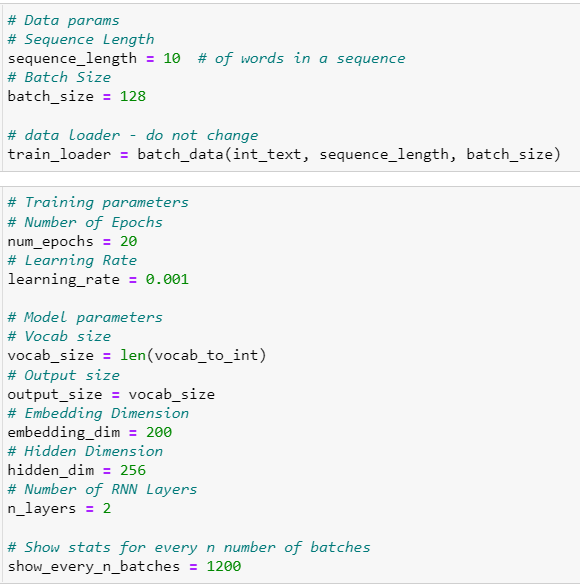 # Data params
# Sequence Length
sequence_length = 10  # of words in a sequence
# Batch Size
batch_size = 128
# data loader - do not change
train_loader = batch_data(int_text, sequence_length, batch_size)
# Training parameters
# Number of Epochs
num_epochs = 20
# Learning Rate
learning_rate = 0.001
# Model parameters
# Vocab size
vocab_size = len(vocab_to_int)
# Output size
output_size = vocab_size
# Embedding Dimension
embedding_dim = 200
# Hidden Dimension
hidden_dim = 256
# Number of RNN Layers
n_layers = 2
# Show stats for every n number of batches
show_every_n_batches = 1200